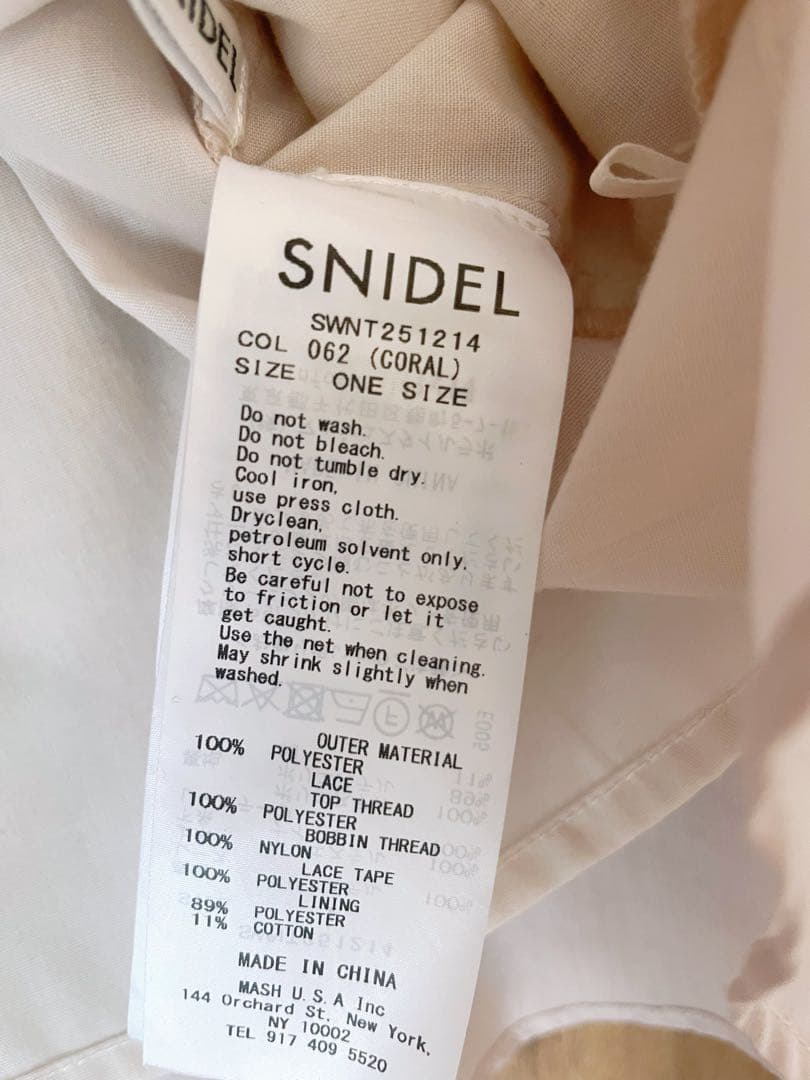 SNIDEL
SNIDEL
SWNT251214
COL 062 (CORAL)
SIZE ONE SIZE
Do not wash.
Do not bleach.
Do not tumble dry.
Cool iron,
use press cloth.
Dryclean,
petroleum solvent only,
short cycle.
Be careful not to expose
to friction or let it
get caught.
Use the net when cleaning.
May shrink slightly when
washed.
OUTER MATERIAL
100% POLYESTER
LACE
TOP THREAD
100% POLYESTER
BOBBIN THREAD
100% NYLON
LACE TAPE
100% POLYESTER
LINING
89% POLYESTER
11% COTTON
MADE IN CHINA
MASH U.S.A Inc
144 Orchard St. New York,
NY 10002
TEL 917 409 5520